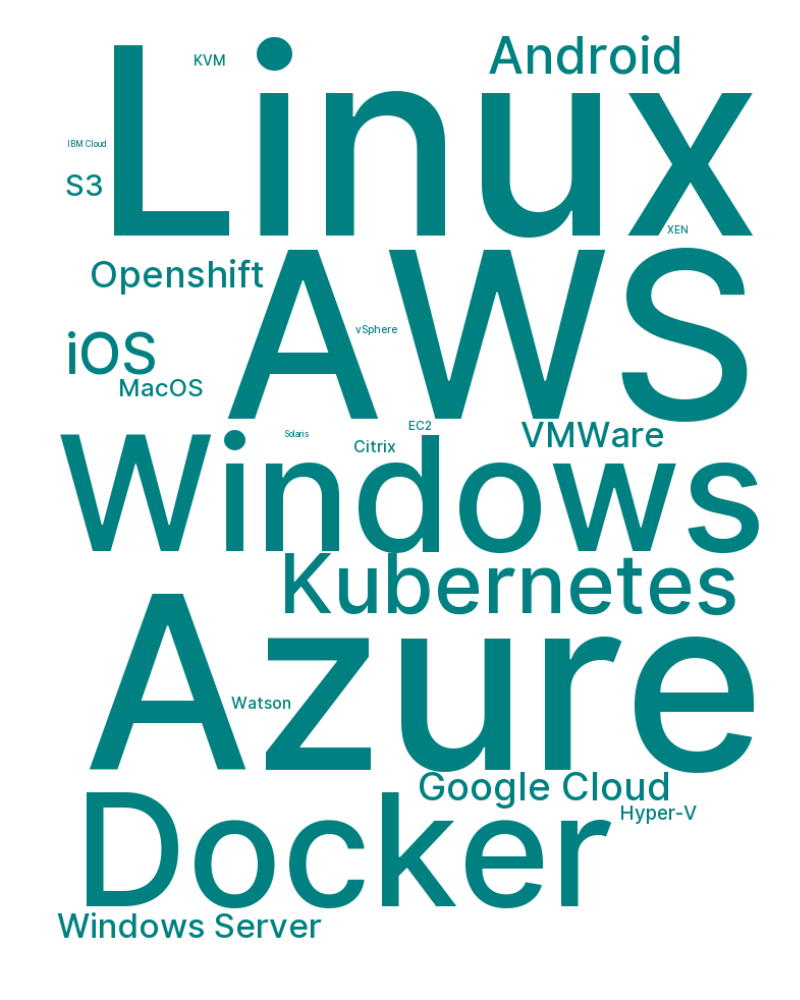 Android
KVM
Linux
IBM Cloud
S3
XEN
Openshift
AWS
vSphere
iOS
MacOS
EC2
Solaris
VMWare
Citrix
Windows
Kubernetes
Azure
Watson
Google Cloud
Hyper-V
Docker
Windows Server